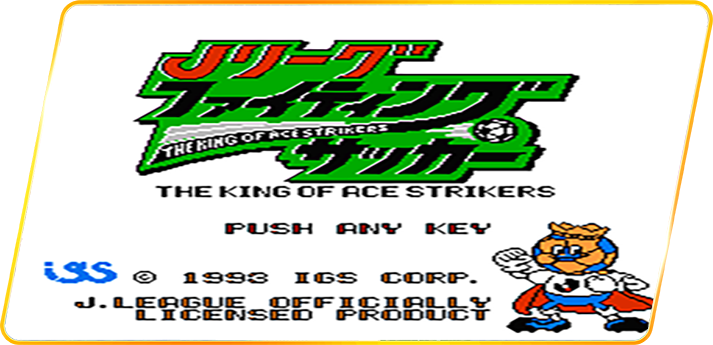 Jリーグ
ファイティング
THE KING OF ACE STRIKERS
サッカー
THE KING OF ACE STRIKERS
PUSH ANY KEY
igs © 1993 IGS CORP.
J.LEAGUE OFFICIALLY
LICENSED PRODUCT